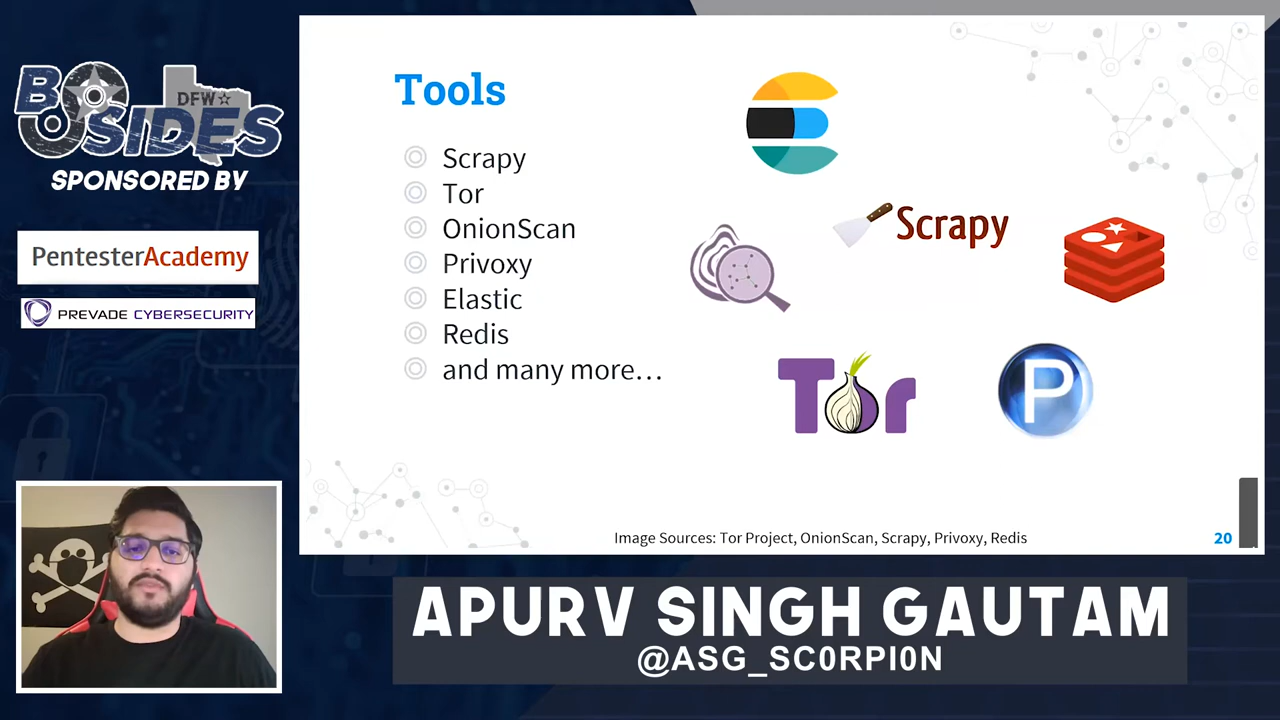 BSIDES
DFW
SPONSORED BY
PentesterAcademy
PREVADE CYBERSECURITY
Tools
Scrapy
Tor
OnionScan
Privoxy
Elastic
Redis
and many more…
Scrapy
Tor
P
Image Sources: Tor Project, OnionScan, Scrapy, Privoxy, Redis
20
APURV SINGH GAUTAM
@ASG_SC0RPI0N